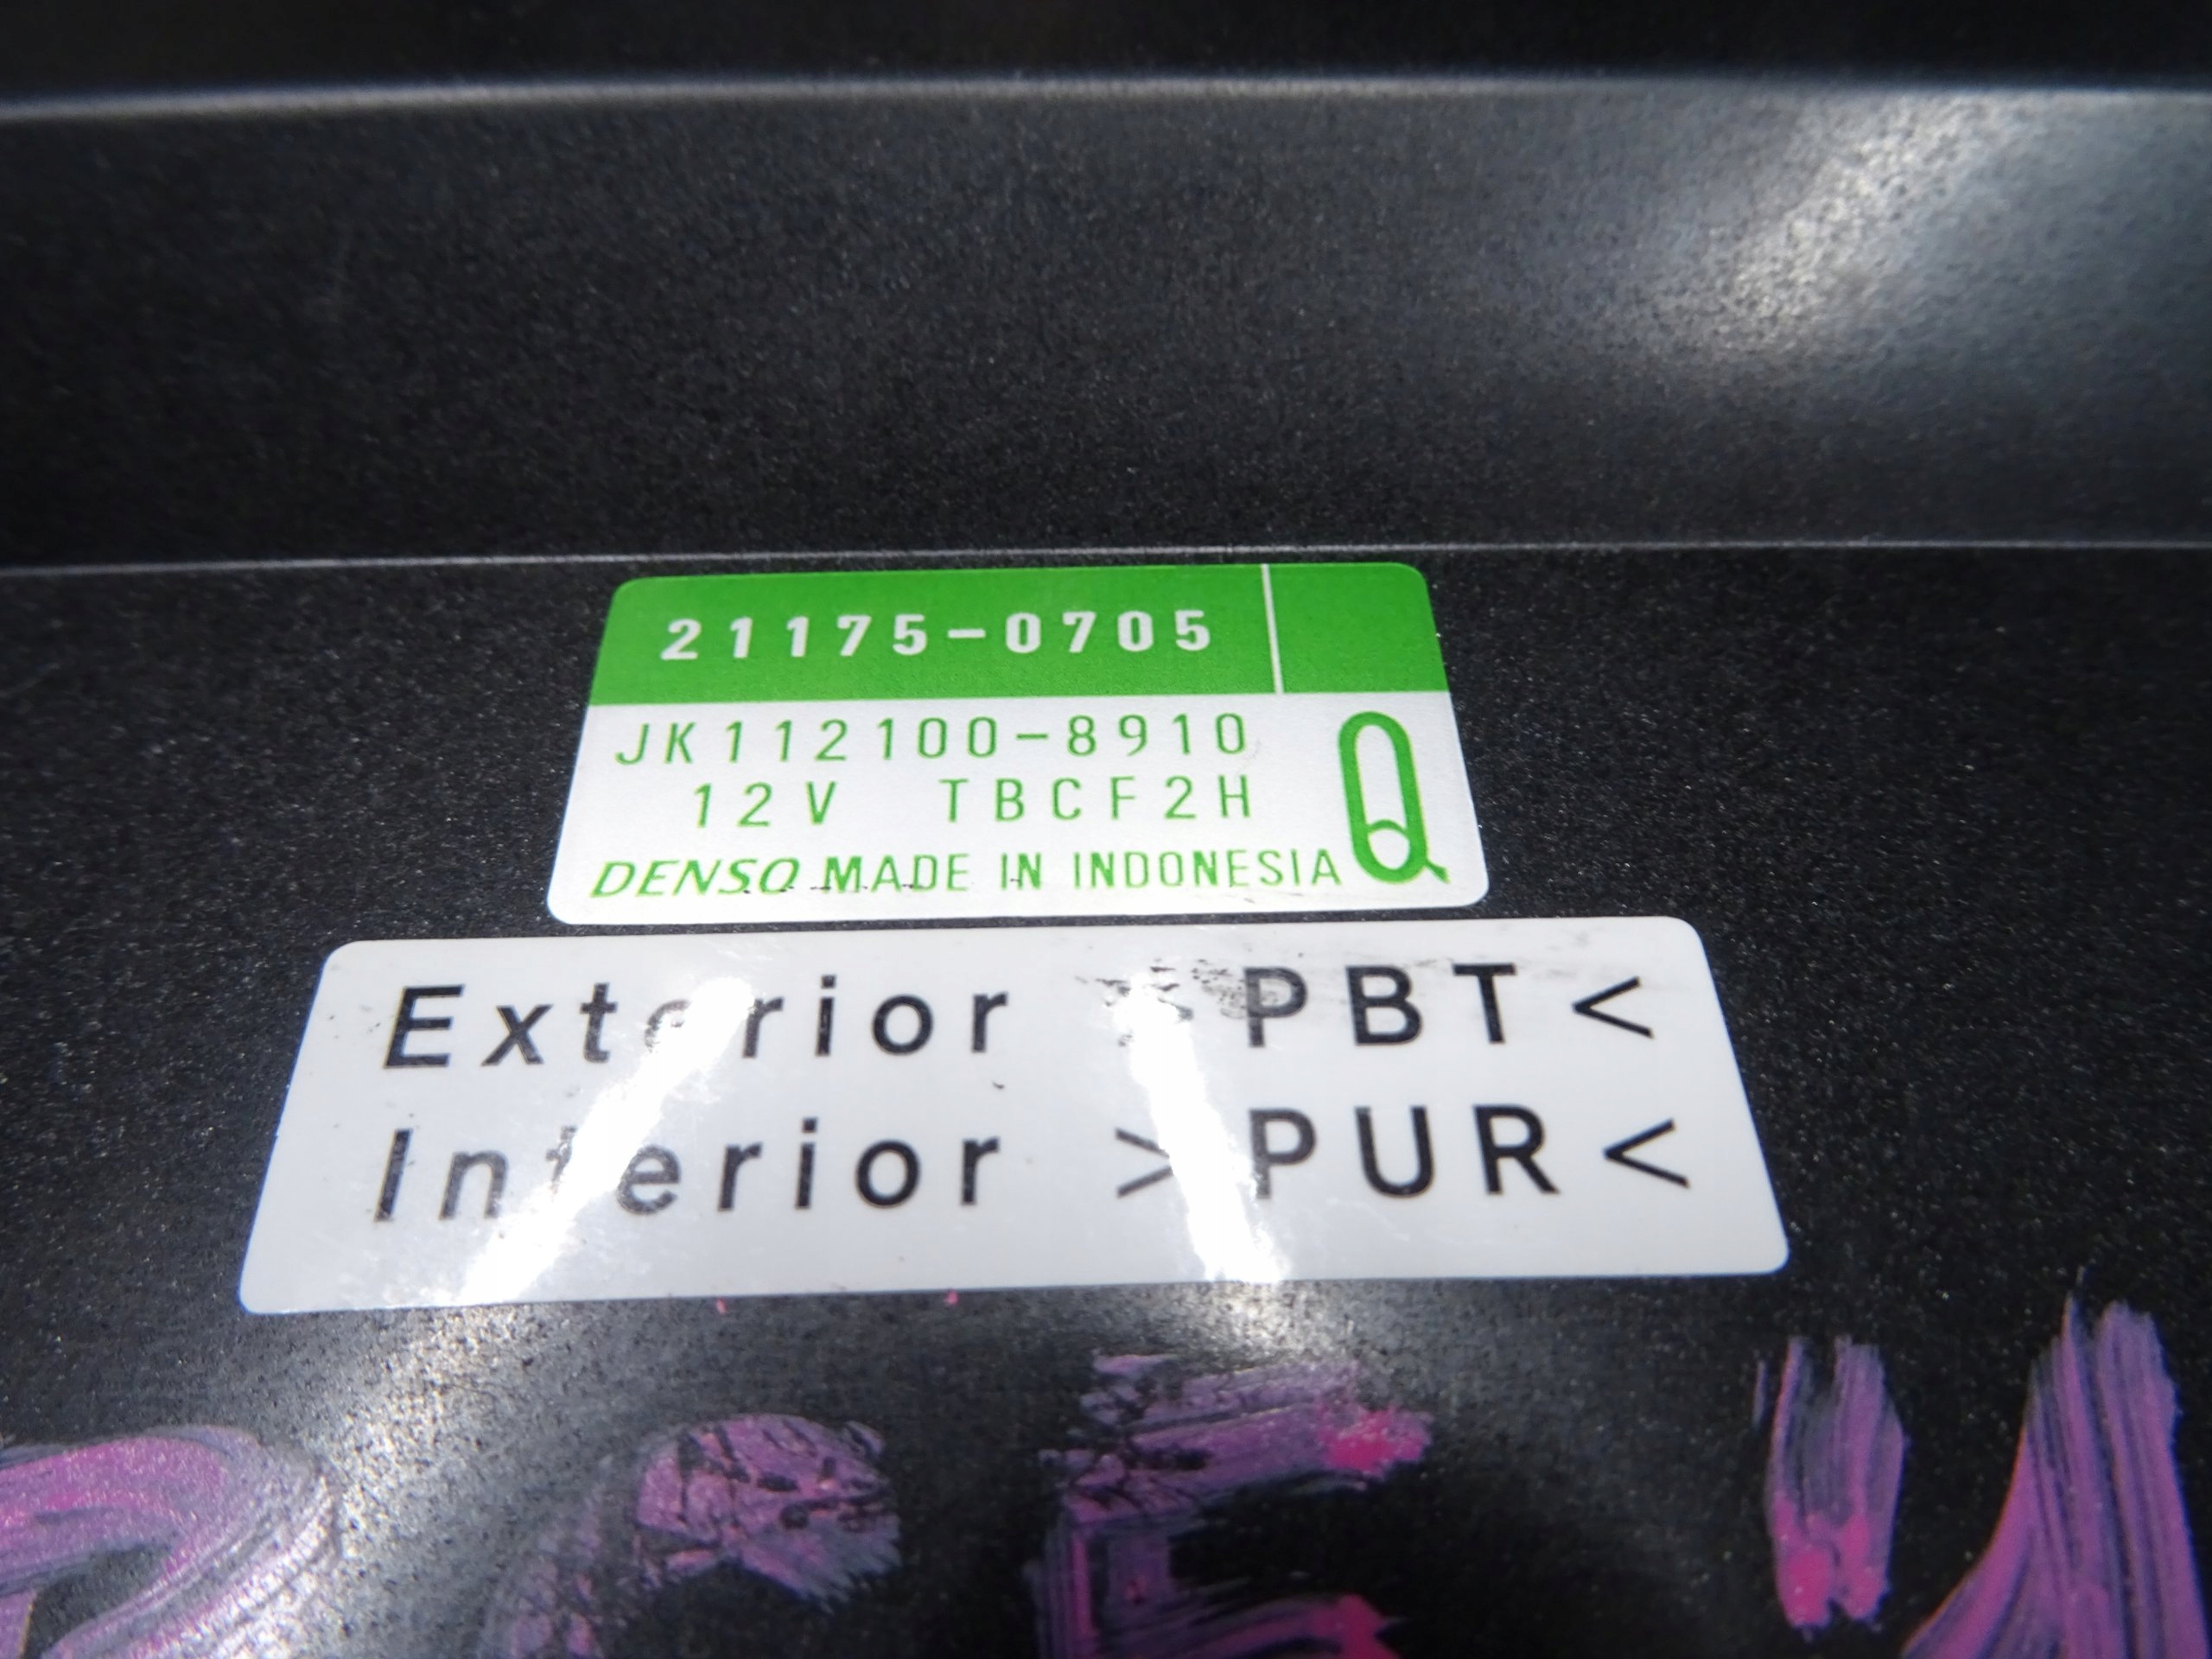 21175-0705
JK112100-8910
12V TBCF2H
Q
DENSO MADE IN INDONESIA
Exterior >PBT<
Interior >PUR<